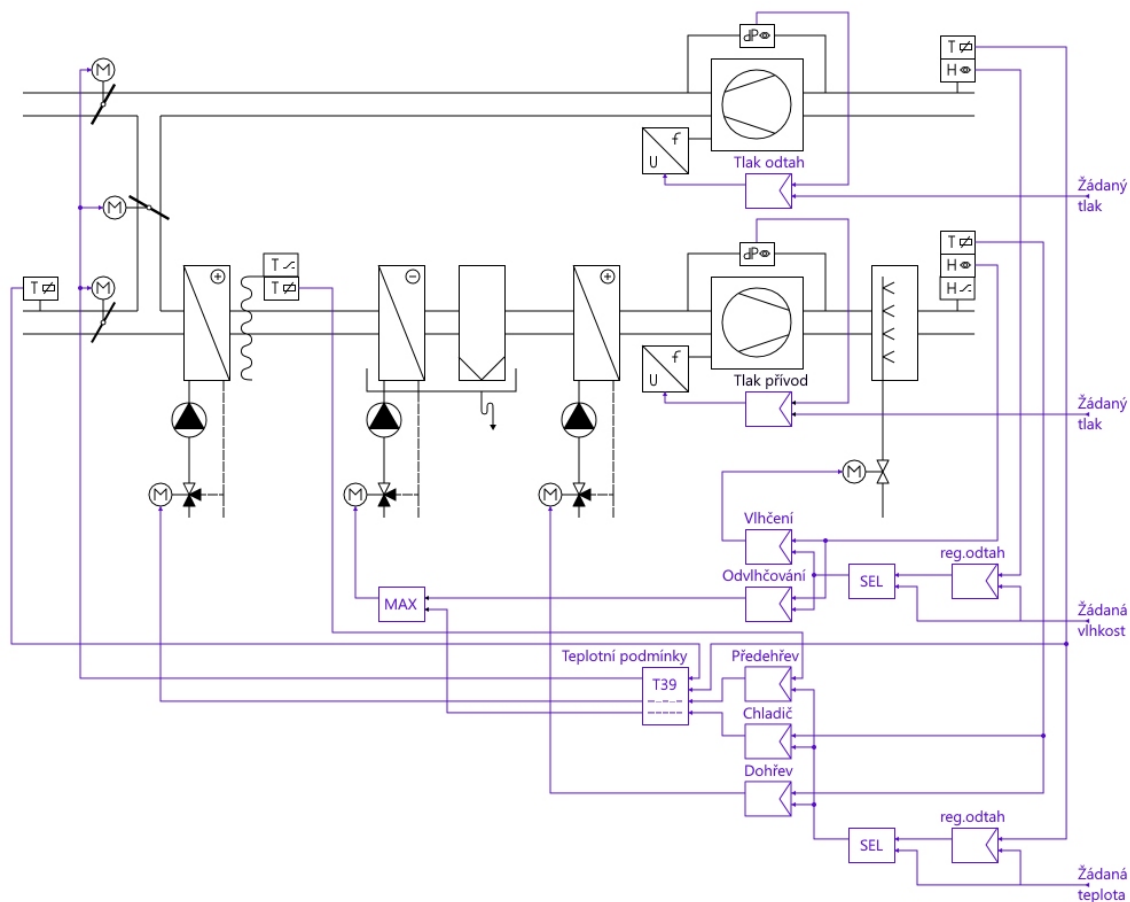 dP
T
H
M
f
U
Tlak odtah
Žádaný
tlak
M
dP
T
H
H
T
T
T
M
+
−
+
f
U
Tlak přívod
Žádaný
tlak
M
M
M
M
Vlhčení
reg.odtah
Odvlhčování
SEL
MAX
Žádaná
vlhkost
Teplotní podmínky
Předehřev
T39
Chladič
Dohřev
reg.odtah
SEL
Žádaná
teplota